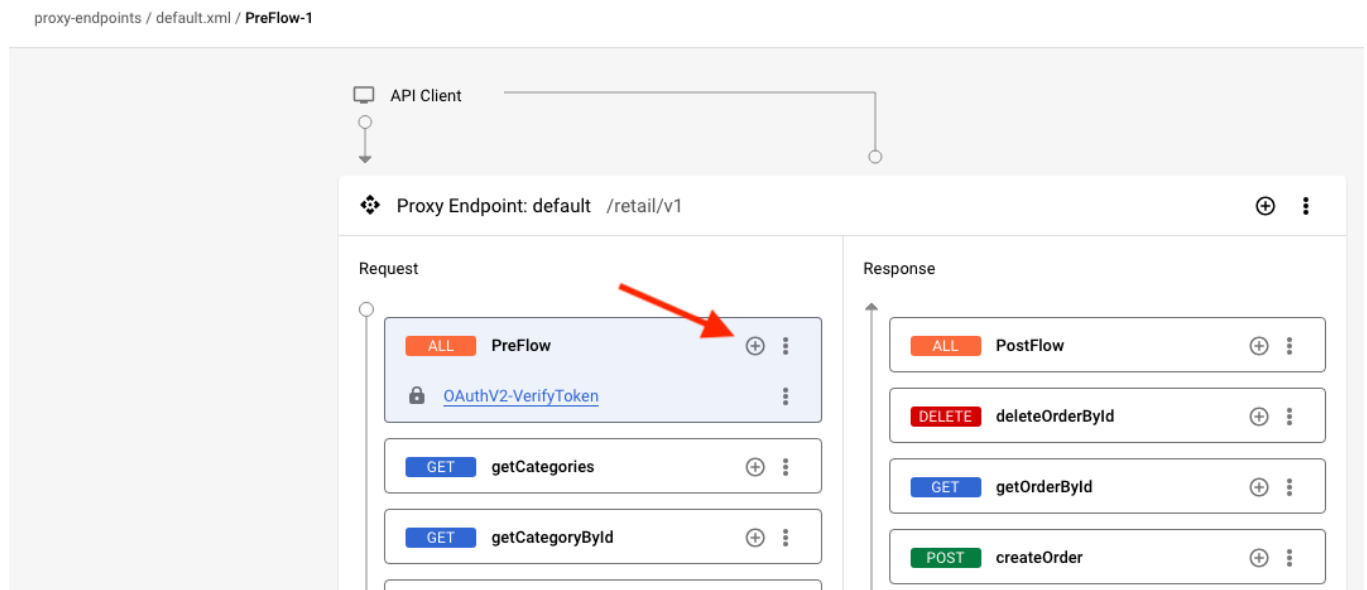 proxy-endpoints / default.xml / PreFlow-1
API Client
Proxy Endpoint: default /retail/v1
Request
ALL PreFlow
OAuthV2-VerifyToken
GET getCategories
GET getCategoryById
Response
ALL PostFlow
DELETE deleteOrderById
GET getOrderById
POST createOrder